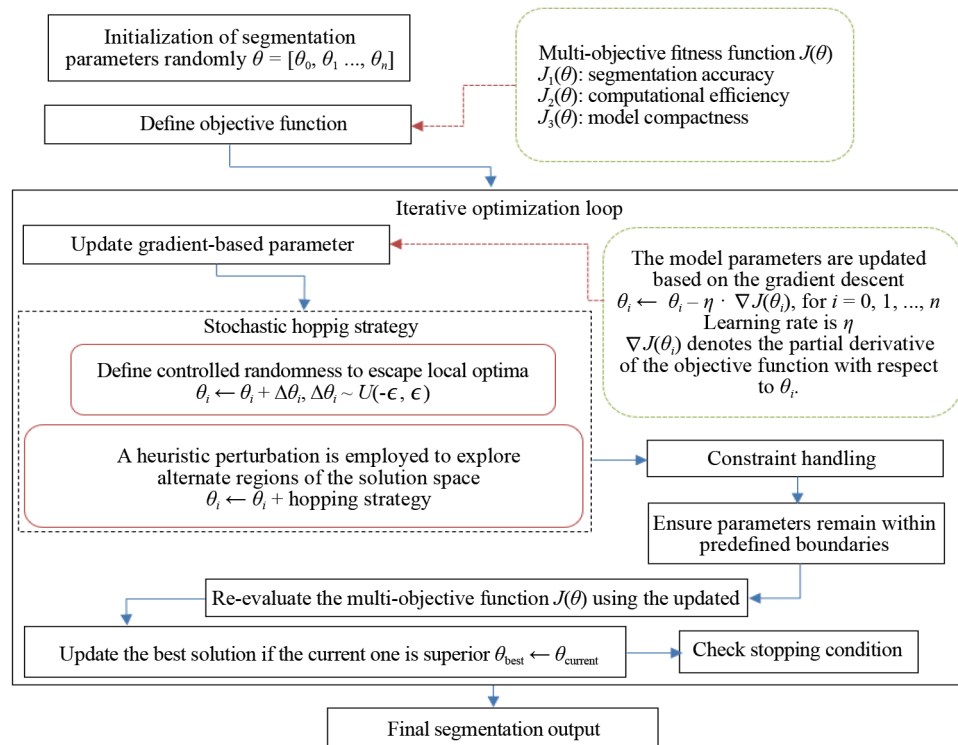 Initialization of segmentation
parameters randomly θ = [θ₀, θ₁ ..., θₙ]
Multi-objective fitness function J(θ)
J₁(θ): segmentation accuracy
J₂(θ): computational efficiency
J₃(θ): model compactness
Define objective function
Iterative optimization loop
Update gradient-based parameter
The model parameters are updated
based on the gradient descent
θᵢ ← θᵢ – η · ∇J(θᵢ), for i = 0, 1, ..., n
Learning rate is η
∇J(θᵢ) denotes the partial derivative
of the objective function with respect
to θᵢ.
Stochastic hoppig strategy
Define controlled randomness to escape local optima
θᵢ ← θᵢ + Δθᵢ, Δθᵢ ~ U(-ϵ, ϵ)
A heuristic perturbation is employed to explore
alternate regions of the solution space
θᵢ ← θᵢ + hopping strategy
Constraint handling
Ensure parameters remain within
predefined boundaries
Re-evaluate the multi-objective function J(θ) using the updated
Update the best solution if the current one is superior θbest ← θcurrent
Check stopping condition
Final segmentation output